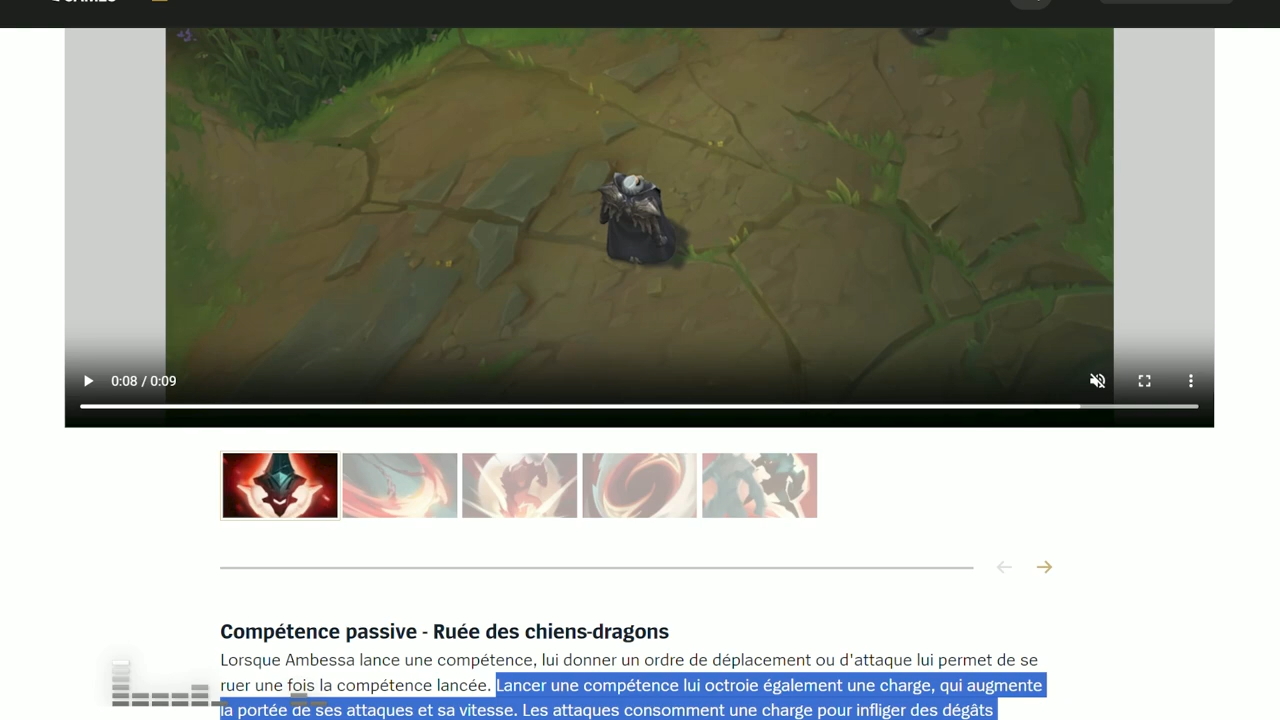 0:08 / 0:09
Compétence passive - Ruée des chiens-dragons
Lorsque Ambessa lance une compétence, lui donner un ordre de déplacement ou d'attaque lui permet de se
ruer une fois la compétence lancée. Lancer une compétence lui octroie également une charge, qui augmente
la portée de ses attaques et sa vitesse. Les attaques consomment une charge pour infliger des dégâts